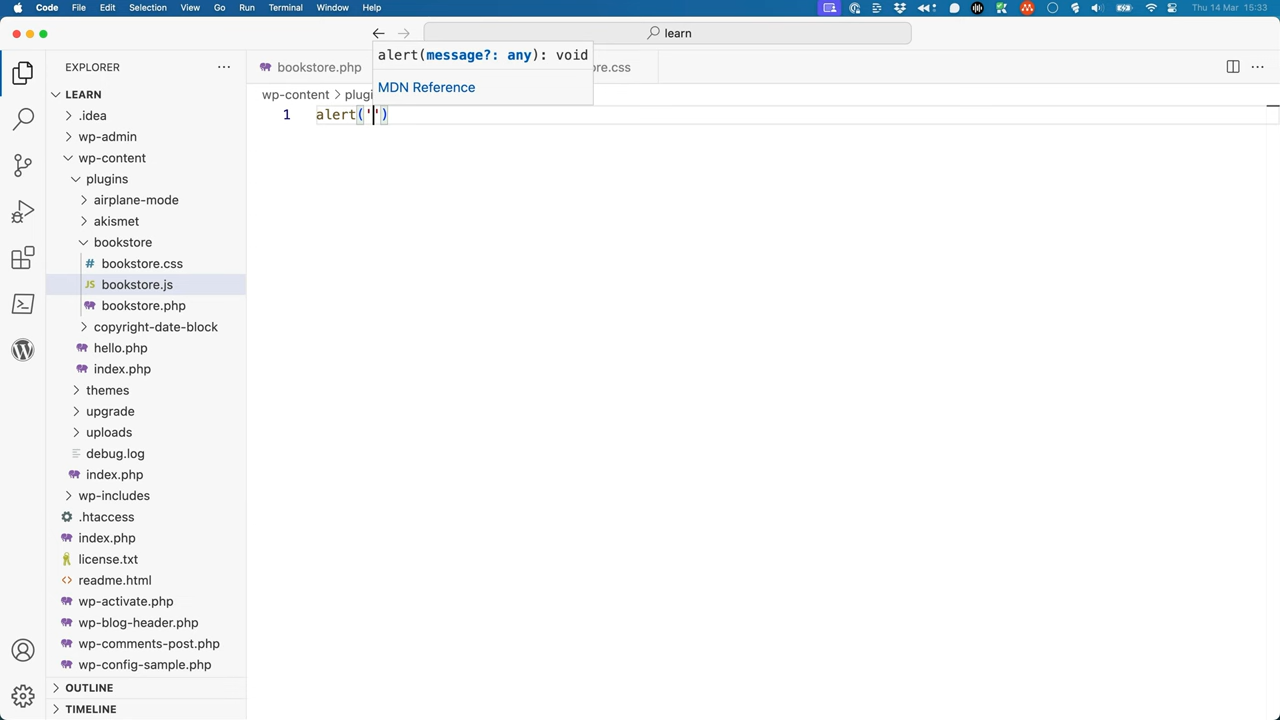 Code File Edit Selection View Go Run Terminal Window Help Thu 14 Mar 15:33
learn
EXPLORER
bookstore.php
re.css
alert(message?: any): void
MDN Reference
wp-content > plugi
1 alert('')
LEARN
.idea
wp-admin
wp-content
plugins
airplane-mode
akismet
bookstore
# bookstore.css
JS bookstore.js
bookstore.php
copyright-date-block
hello.php
index.php
themes
upgrade
uploads
debug.log
index.php
wp-includes
.htaccess
index.php
license.txt
readme.html
wp-activate.php
wp-blog-header.php
wp-comments-post.php
wp-config-sample.php
OUTLINE
TIMELINE